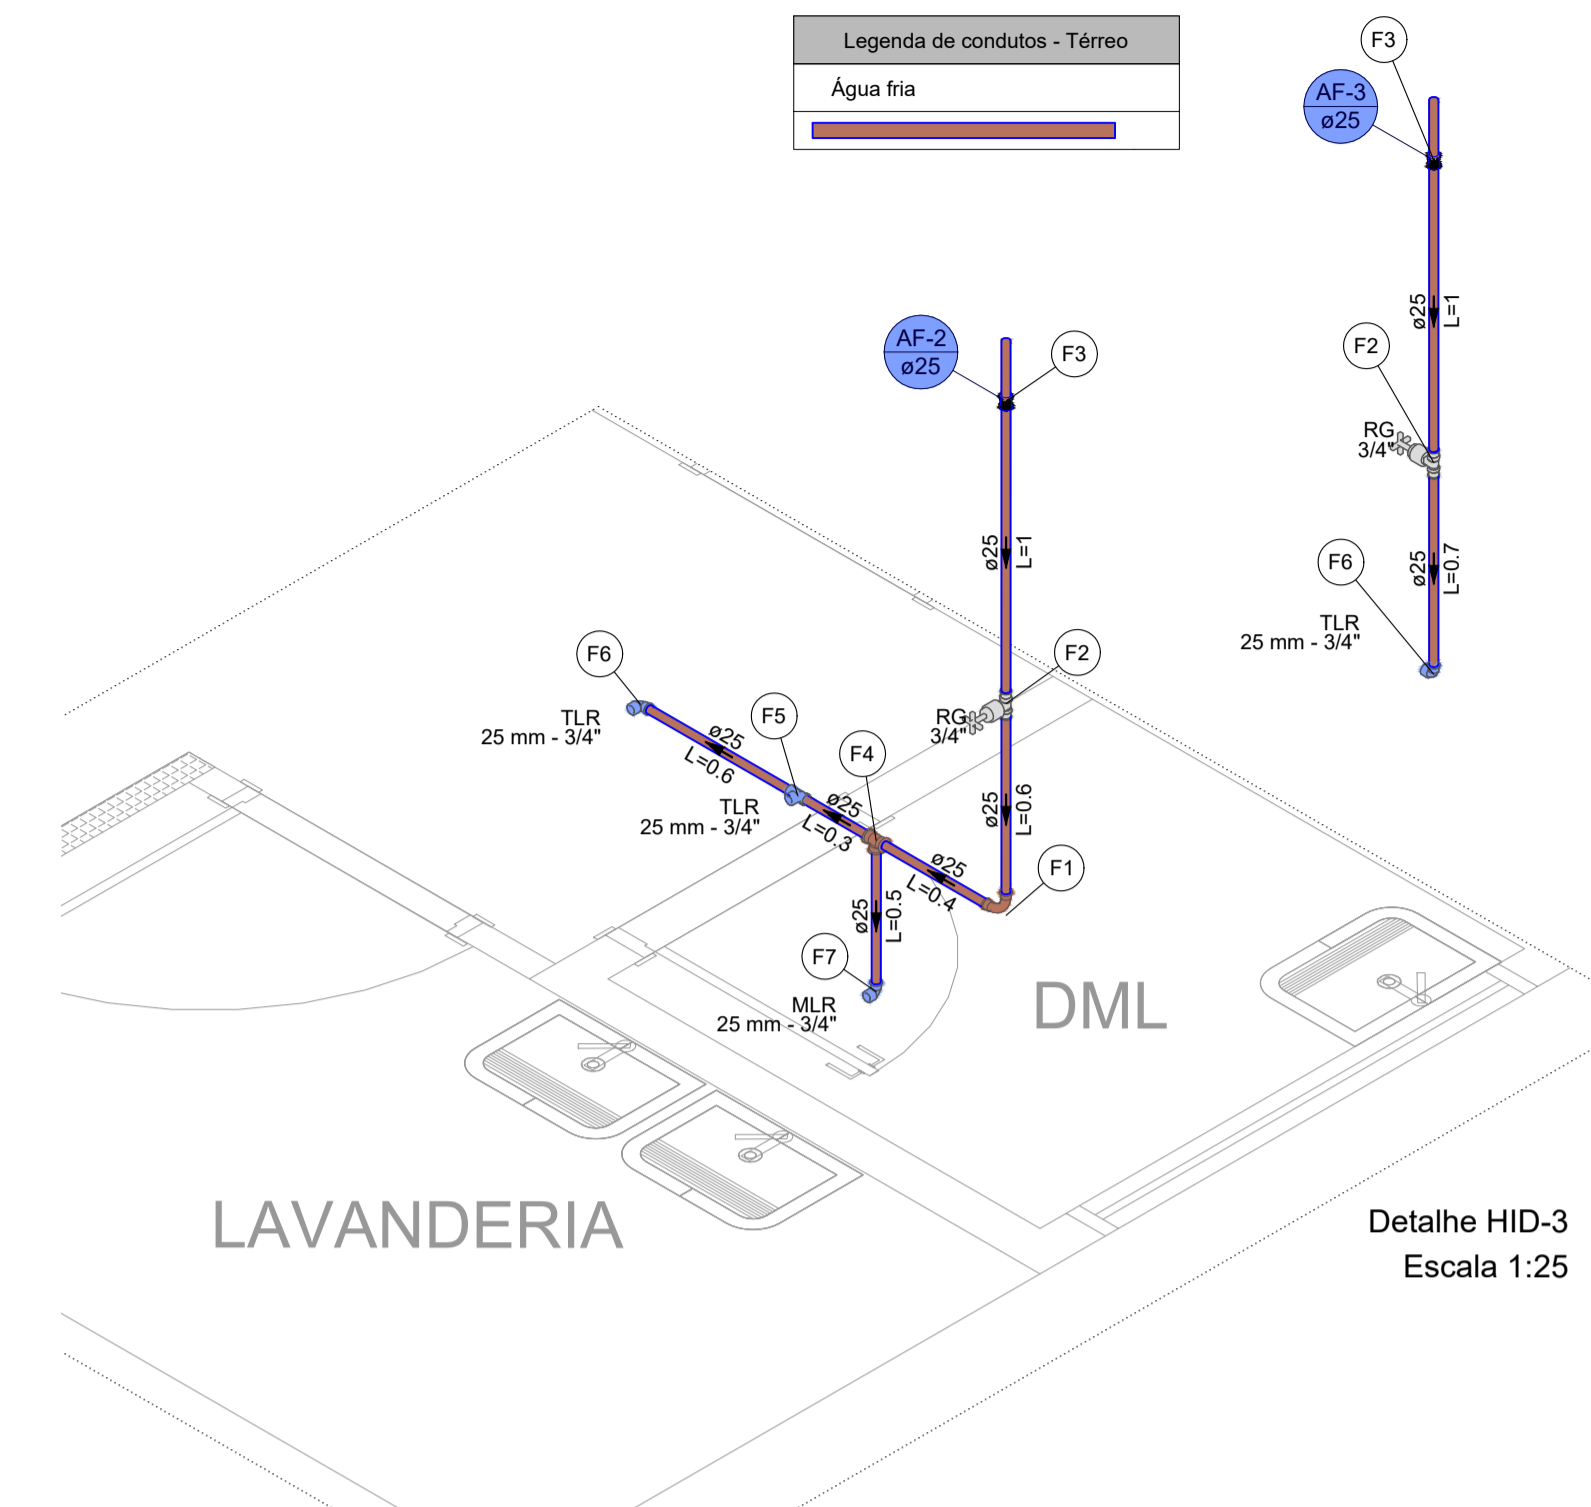 Legenda de condutos - Térreo
Água fria
F3
AF-3
ø25
ø25
L=1
F2
RG
3/4"
ø25
L=0.7
F6
TLR
25 mm - 3/4"
AF-2
ø25
F3
ø25
L=1
F2
RG
3/4"
ø25
L=0.6
F1
F6
TLR
25 mm - 3/4"
ø25
L=0.6
F5
TLR
25 mm - 3/4"
F4
ø25
L=0.3
ø25
L=0.4
ø25
L=0.5
F7
MLR
25 mm - 3/4"
DML
LAVANDERIA
Detalhe HID-3
Escala 1:25